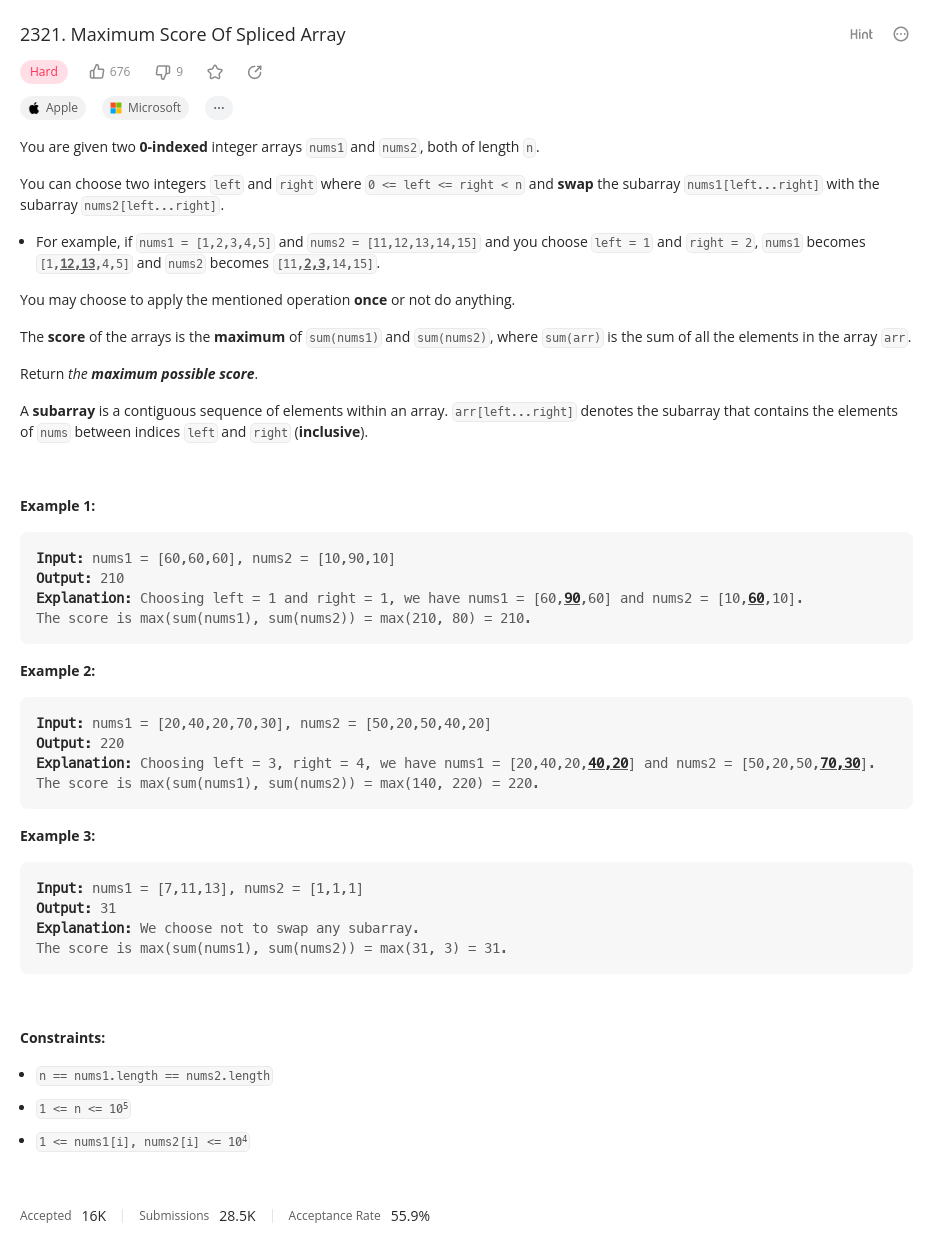 2321. Maximum Score Of Spliced Array
Hint
Hard 676 9
Apple Microsoft ...
You are given two 0-indexed integer arrays nums1 and nums2, both of length n.
You can choose two integers left and right where 0 <= left <= right < n and swap the subarray nums1[left...right] with the
subarray nums2[left...right].
• For example, if nums1 = [1,2,3,4,5] and nums2 = [11,12,13,14,15] and you choose left = 1 and right = 2, nums1 becomes
[1,12,13,4,5] and nums2 becomes [11,2,3,14,15].
You may choose to apply the mentioned operation once or not do anything.
The score of the arrays is the maximum of sum(nums1) and sum(nums2), where sum(arr) is the sum of all the elements in the array arr.
Return the maximum possible score.
A subarray is a contiguous sequence of elements within an array. arr[left...right] denotes the subarray that contains the elements
of nums between indices left and right (inclusive).
Example 1:
Input: nums1 = [60,60,60], nums2 = [10,90,10]
Output: 210
Explanation: Choosing left = 1 and right = 1, we have nums1 = [60,90,60] and nums2 = [10,60,10].
The score is max(sum(nums1), sum(nums2)) = max(210, 80) = 210.
Example 2:
Input: nums1 = [20,40,20,70,30], nums2 = [50,20,50,40,20]
Output: 220
Explanation: Choosing left = 3, right = 4, we have nums1 = [20,40,20,40,20] and nums2 = [50,20,50,70,30].
The score is max(sum(nums1), sum(nums2)) = max(140, 220) = 220.
Example 3:
Input: nums1 = [7,11,13], nums2 = [1,1,1]
Output: 31
Explanation: We choose not to swap any subarray.
The score is max(sum(nums1), sum(nums2)) = max(31, 3) = 31.
Constraints:
• n == nums1.length == nums2.length
• 1 <= n <= 10⁵
• 1 <= nums1[i], nums2[i] <= 10⁴
Accepted 16K Submissions 28.5K Acceptance Rate 55.9%